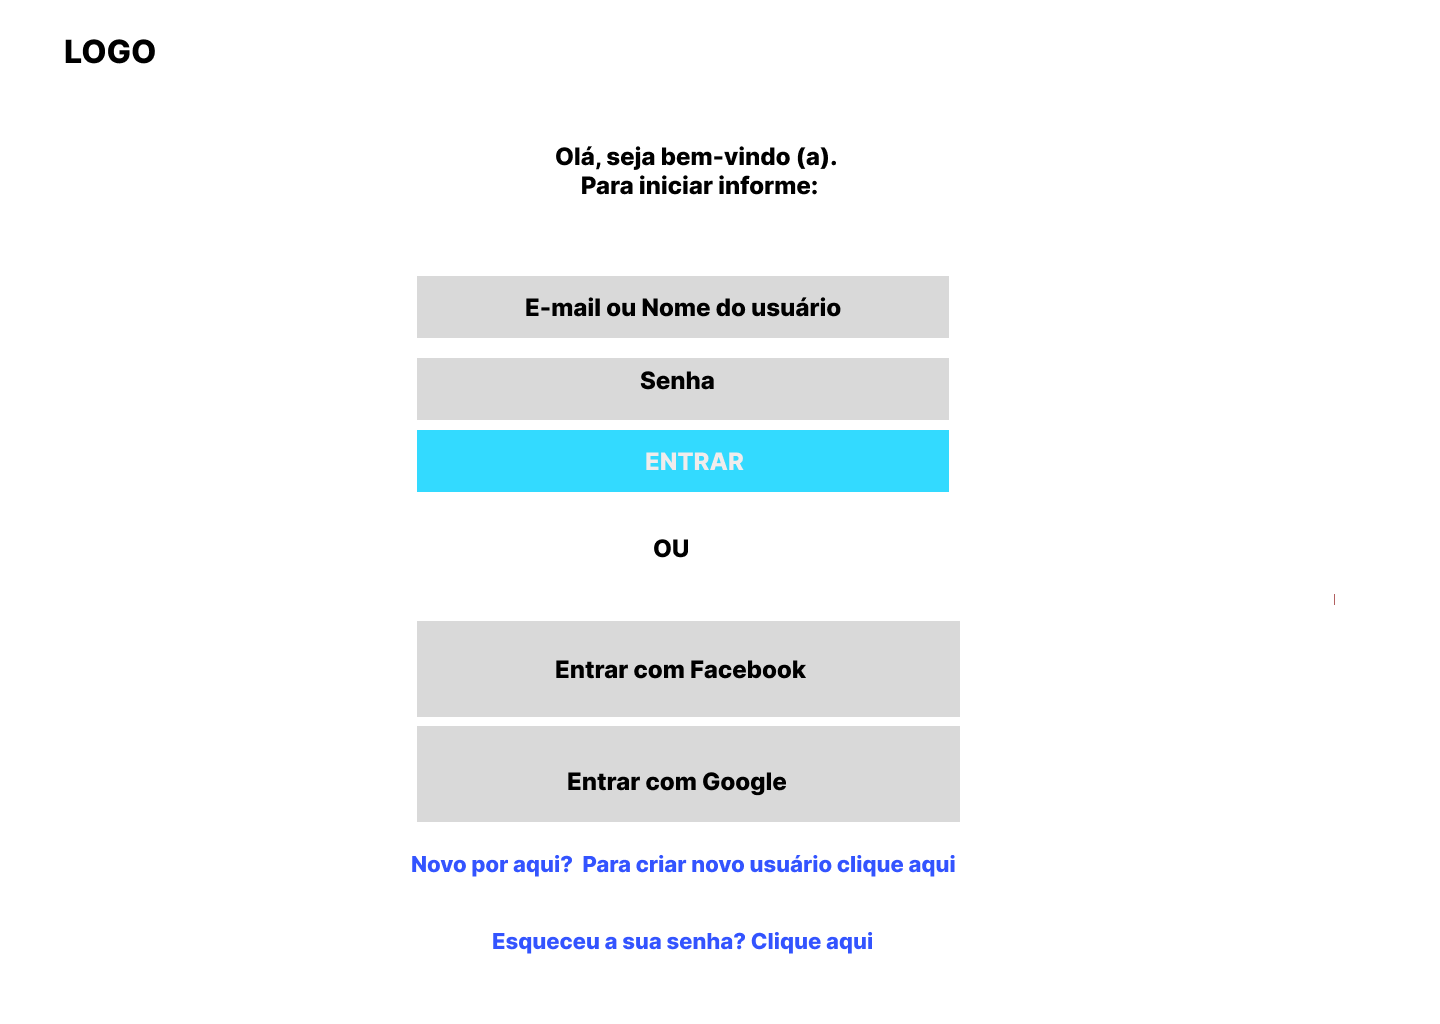 LOGO
Olá, seja bem-vindo (a).
Para iniciar informe:
E-mail ou Nome do usuário
Senha
ENTRAR
OU
Entrar com Facebook
Entrar com Google
Novo por aqui?  Para criar novo usuário clique aqui
Esqueceu a sua senha? Clique aqui